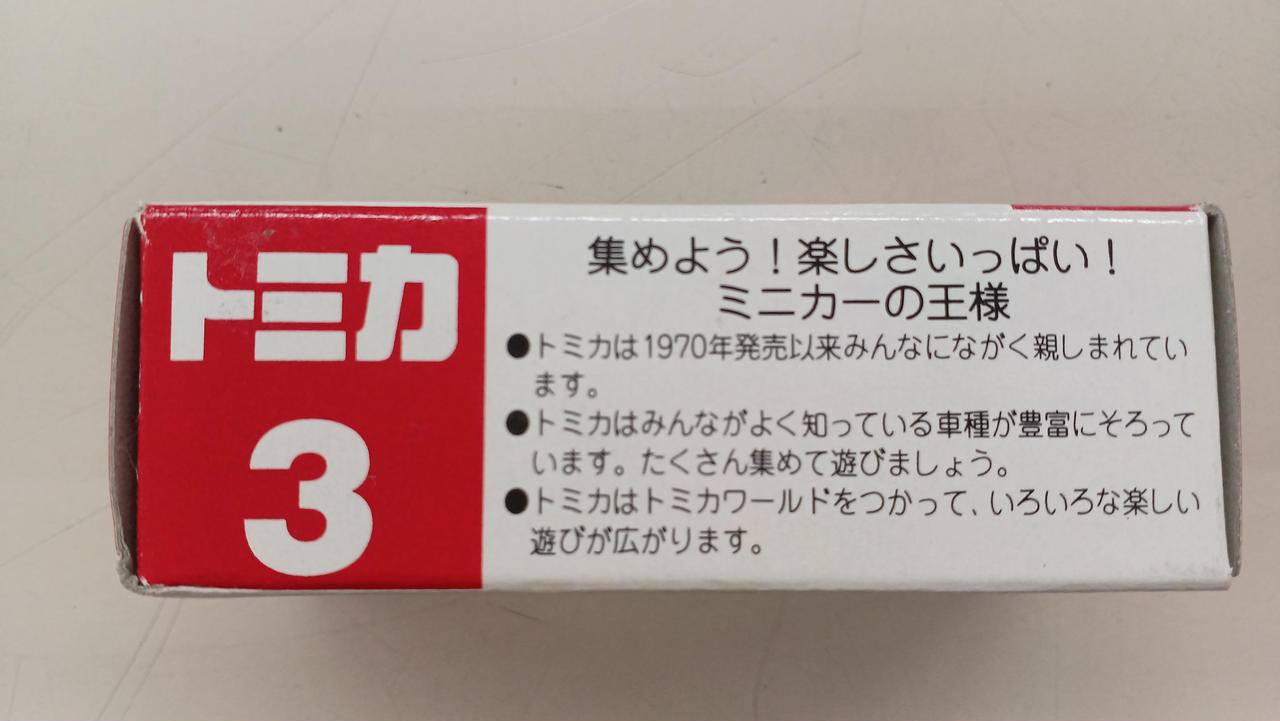 トミカ
3
集めよう！楽しさいっぱい！
ミニカーの王様
●トミカは1970年発売以来みんなにながく親しまれてい
ます。
●トミカはみんながよく知っている車種が豊富にそろって
います。たくさん集めて遊びましょう。
●トミカはトミカワールドをつかって、いろいろな楽しい
遊びが広がります。